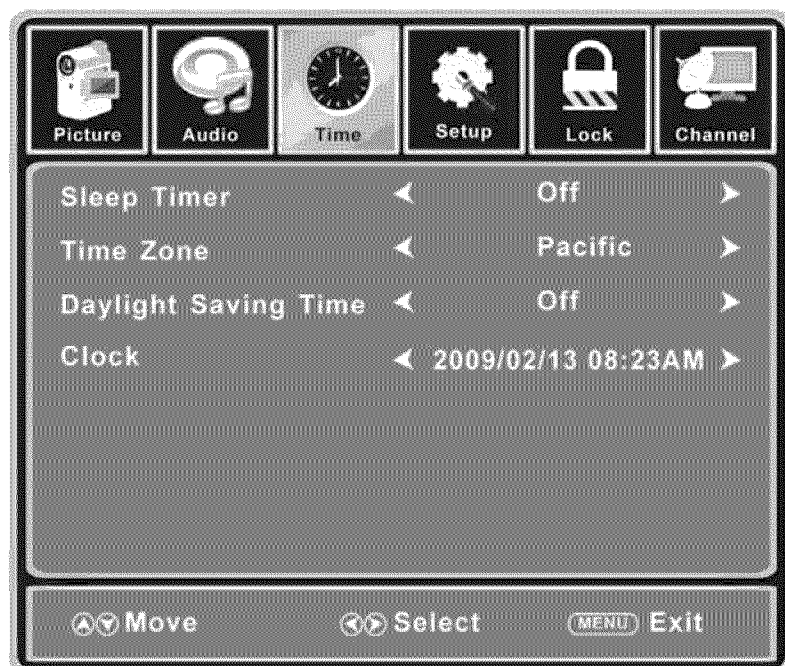 Picture Audio Time Setup Lock Channel
Sleep Timer Off
Time Zone Pacific
Daylight Saving Time Off
Clock 2009/02/13 08:23AM
Move Select MENU Exit